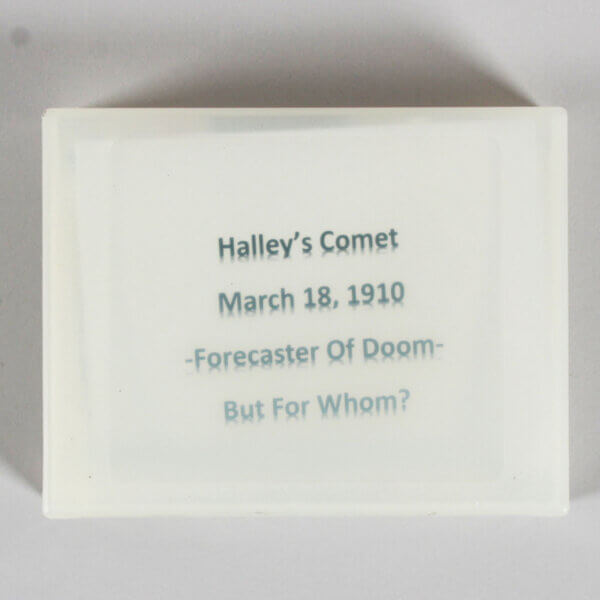 Halley’s Comet
March 18, 1910
-Forecaster Of Doom-
But For Whom?